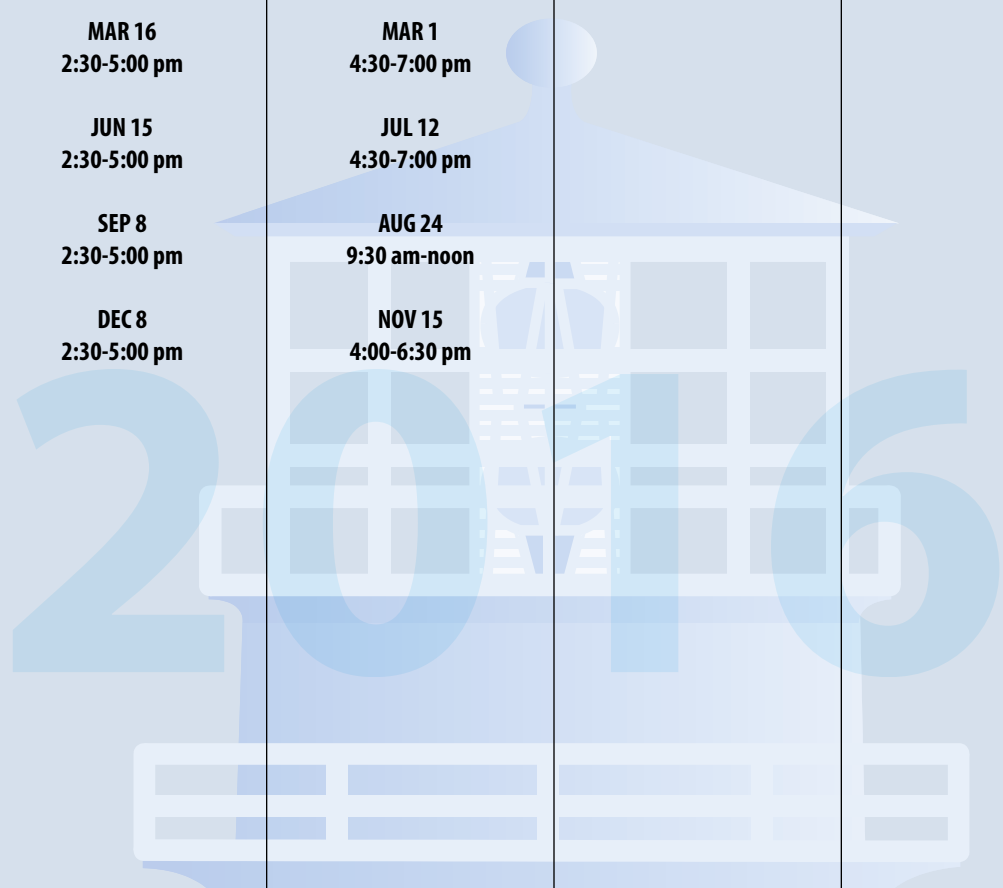 MAR 16
2:30-5:00 pm
JUN 15
2:30-5:00 pm
SEP 8
2:30-5:00 pm
DEC 8
2:30-5:00 pm
MAR 1
4:30-7:00 pm
JUL 12
4:30-7:00 pm
AUG 24
9:30 am-noon
NOV 15
4:00-6:30 pm
2016